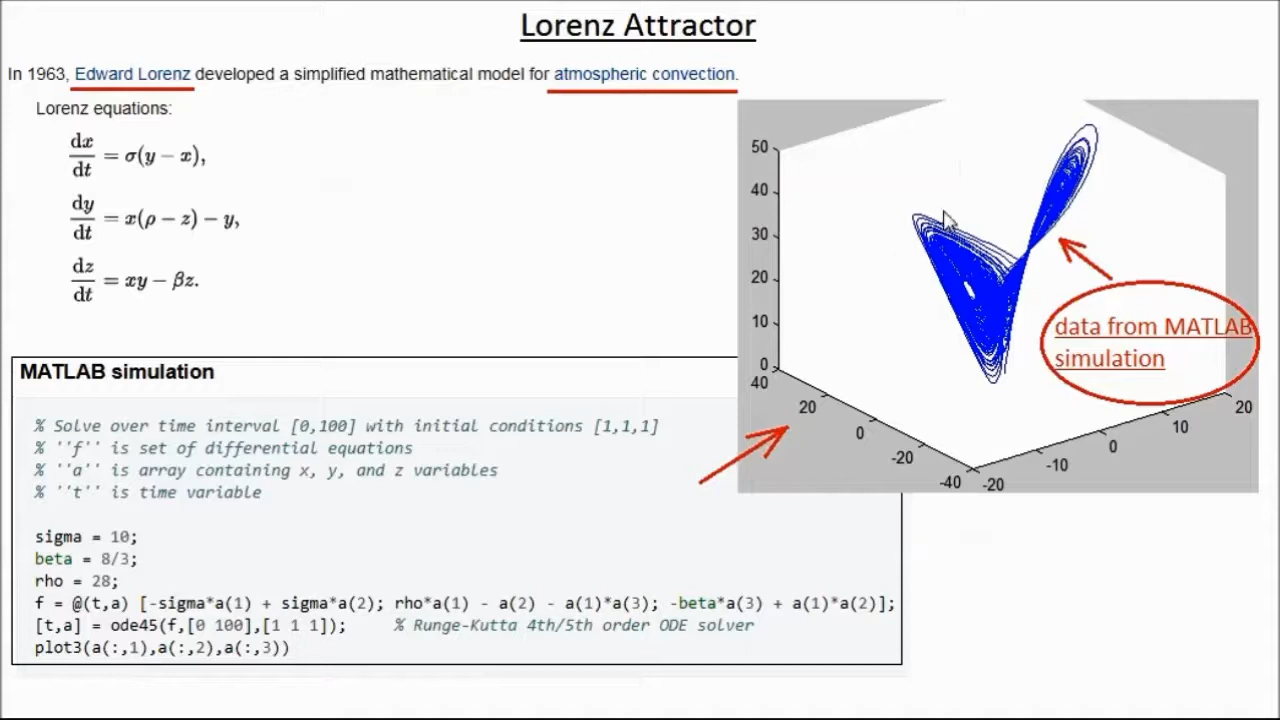 Lorenz Attractor
In 1963, Edward Lorenz developed a simplified mathematical model for atmospheric convection.
Lorenz equations:
dx/dt = σ(y − x),
dy/dt = x(ρ − z) − y,
dz/dt = xy − βz.
50
40
30
20
10
0
40
20
0
-20
-40
-20
-10
0
10
20
data from MATLAB
simulation
MATLAB simulation
% Solve over time interval [0,100] with initial conditions [1,1,1]
% ''f'' is set of differential equations
% ''a'' is array containing x, y, and z variables
% ''t'' is time variable
sigma = 10;
beta = 8/3;
rho = 28;
f = @(t,a) [-sigma*a(1) + sigma*a(2); rho*a(1) - a(2) - a(1)*a(3); -beta*a(3) + a(1)*a(2)];
[t,a] = ode45(f,[0 100],[1 1 1]);     % Runge-Kutta 4th/5th order ODE solver
plot3(a(:,1),a(:,2),a(:,3))